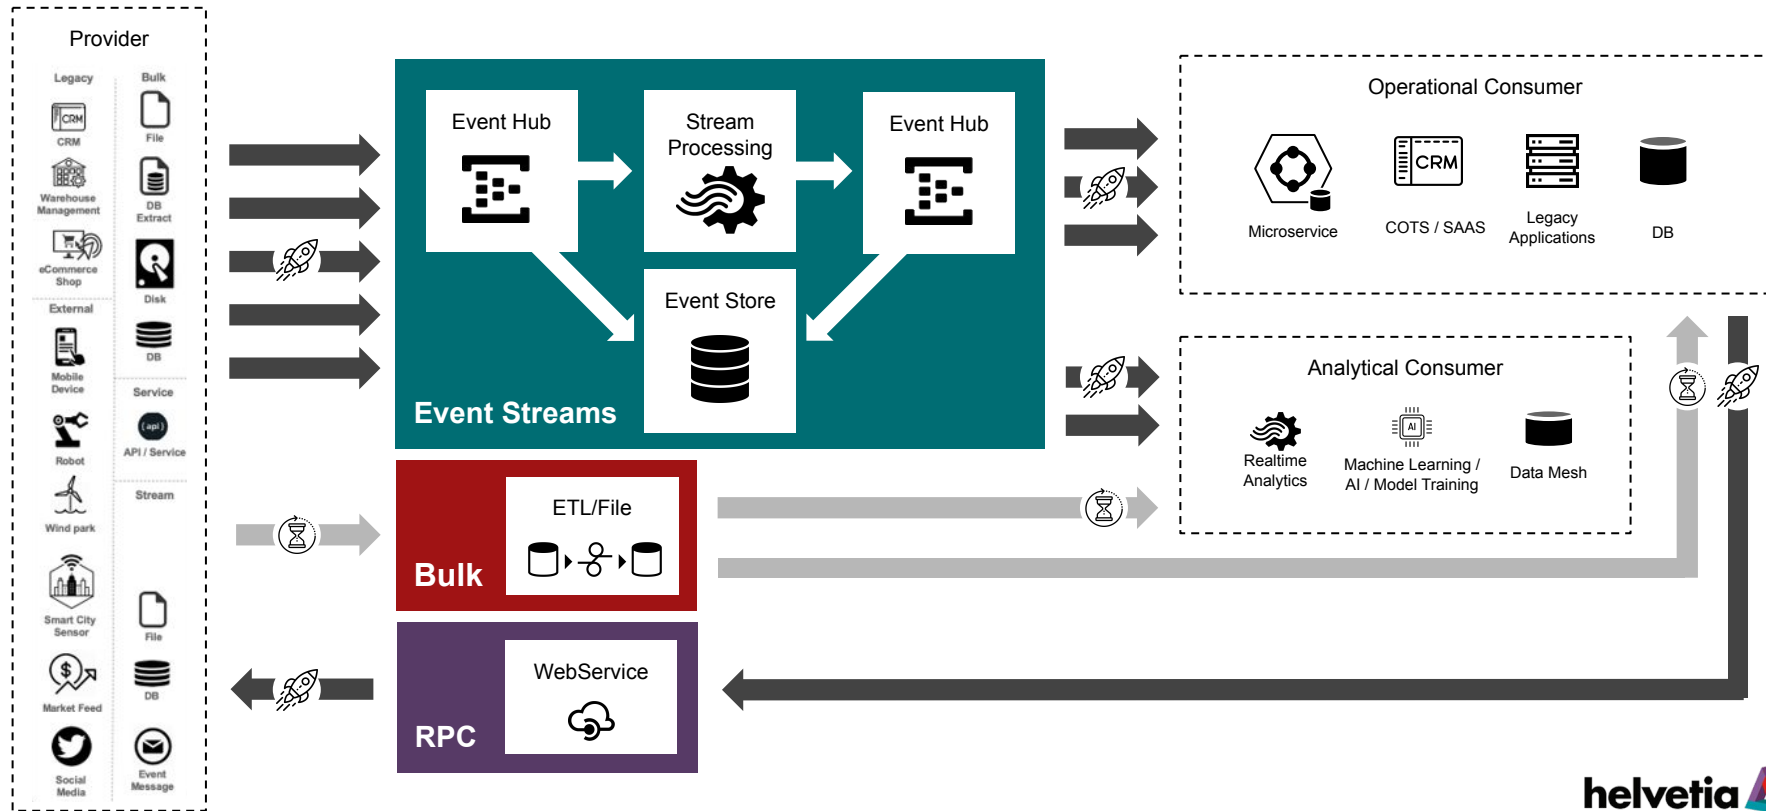 Provider
Legacy
CRM
CRM
Warehouse
Management
eCommerce
Shop
External
Mobile
Device
Robot
Wind park
Smart City
Sensor
$
Market Feed
Social
Media
Bulk
File
DB
Extract
Disk
DB
Service
{api}
API / Service
Stream
File
DB
Event
Message
Event Hub
Stream
Processing
Event Hub
Event Store
Event Streams
ETL/File
Bulk
WebService
RPC
Operational Consumer
Microservice
CRM
COTS / SAAS
Legacy
Applications
DB
Analytical Consumer
Realtime
Analytics
AI
Machine Learning /
AI / Model Training
Data Mesh
helvetia